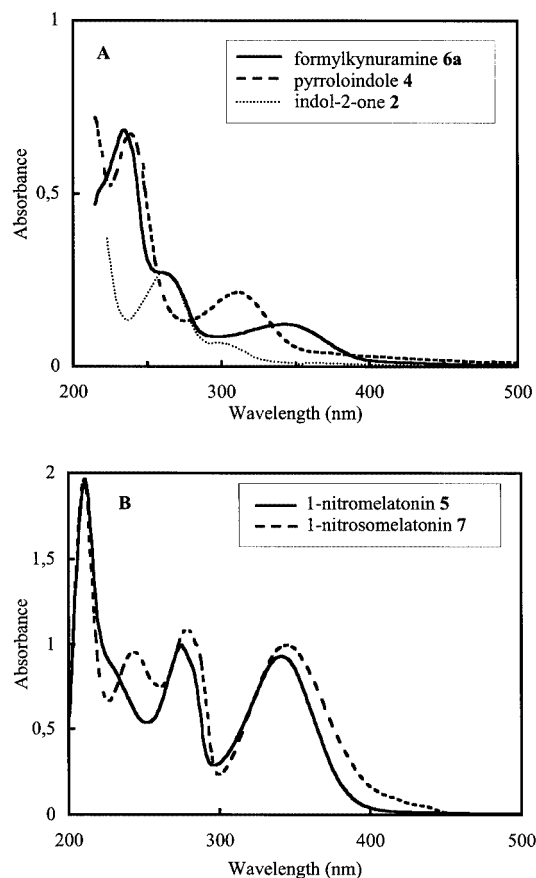 1
A
formylkynuramine 6a
pyrroloindole 4
indol-2-one 2
Absorbance
0,5
0
200
300
400
500
Wavelength (nm)
2
B
1-nitromelatonin 5
1-nitrosomelatonin 7
1,5
Absorbance
1
0,5
0
200
300
400
500
Wavelength (nm)